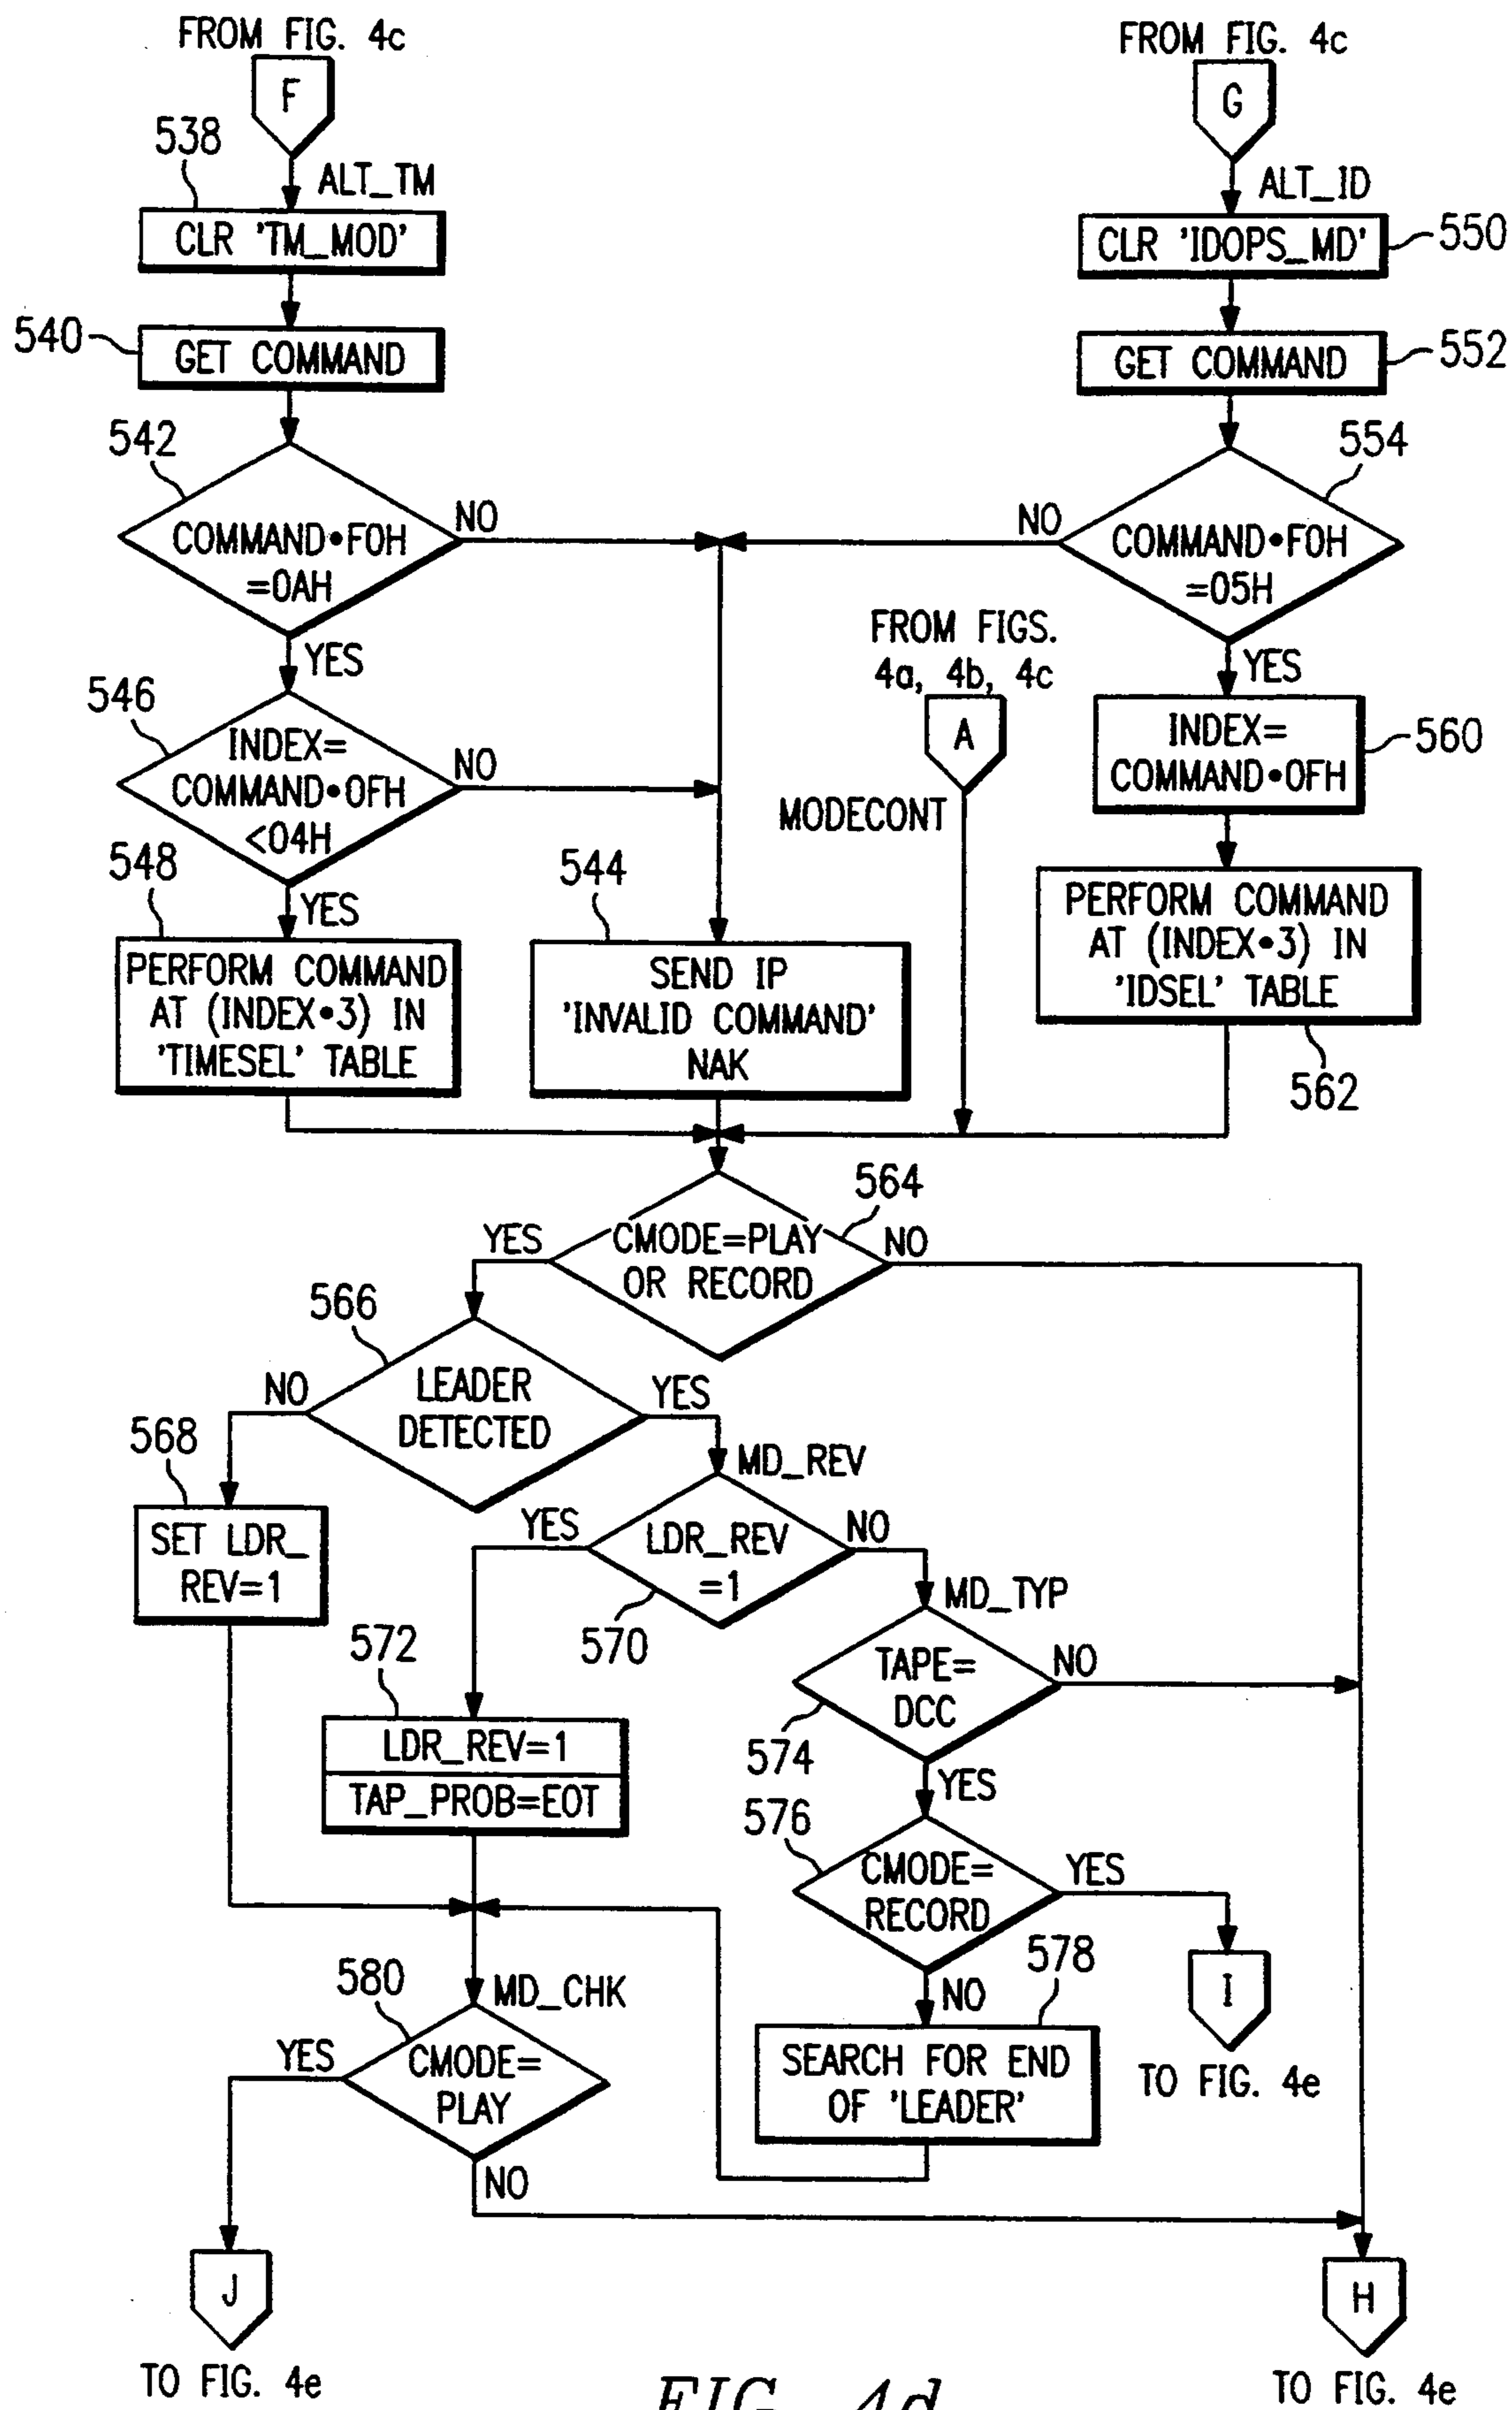 FROM FIG. 4c
F
538
ALT_TM
CLR 'TM_MOD'
540
GET COMMAND
542
COMMAND•F0H
=0AH
NO
YES
546
INDEX=
COMMAND•0FH
<04H
NO
YES
548
PERFORM COMMAND
AT (INDEX•3) IN
'TIMESEL' TABLE
544
SEND IP
'INVALID COMMAND'
NAK
FROM FIG. 4c
G
ALT_ID
CLR 'IDOPS_MD'
550
GET COMMAND
552
554
COMMAND•F0H
=05H
NO
YES
INDEX=
COMMAND•0FH
560
PERFORM COMMAND
AT (INDEX•3) IN
'IDSEL' TABLE
562
FROM FIGS.
4a, 4b, 4c
A
MODECONT
564
CMODE=PLAY
OR RECORD
YES
NO
566
LEADER
DETECTED
NO
YES
568
SET LDR_
REV=1
MD_REV
LDR_REV
=1
YES
NO
570
572
LDR_REV=1
TAP_PROB=EOT
MD_TYP
TAPE=
DCC
NO
574
YES
576
CMODE=
RECORD
YES
I
TO FIG. 4e
NO
578
SEARCH FOR END
OF 'LEADER'
580
MD_CHK
CMODE=
PLAY
YES
NO
J
TO FIG. 4e
H
TO FIG. 4e
FIG. 4d